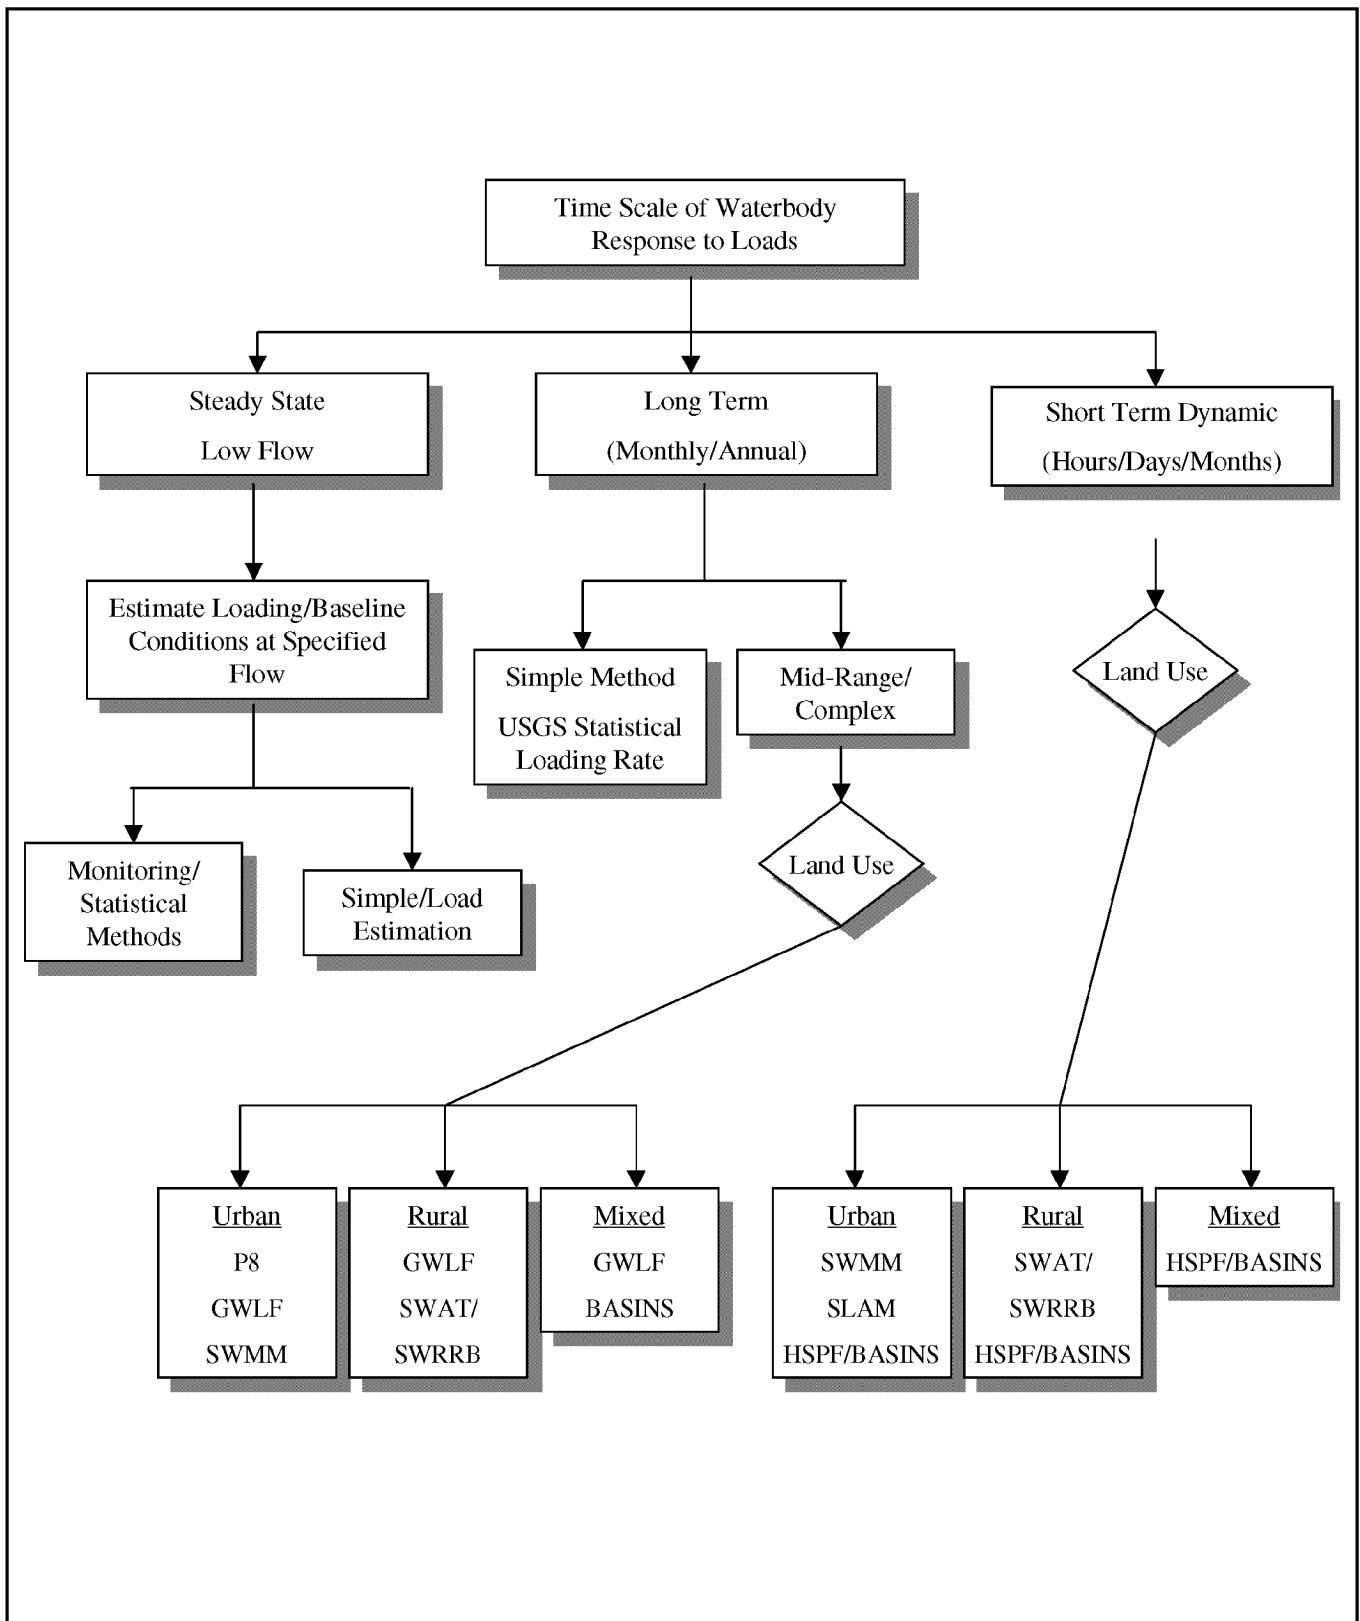 Time Scale of Waterbody
Response to Loads
Steady State
Low Flow
Long Term
(Monthly/Annual)
Short Term Dynamic
(Hours/Days/Months)
Estimate Loading/Baseline
Conditions at Specified
Flow
Simple Method
USGS Statistical
Loading Rate
Mid-Range/
Complex
Land Use
Monitoring/
Statistical
Methods
Simple/Load
Estimation
Land Use
Urban
P8
GWLF
SWMM
Rural
GWLF
SWAT/
SWRRB
Mixed
GWLF
BASINS
Urban
SWMM
SLAM
HSPF/BASINS
Rural
SWAT/
SWRRB
HSPF/BASINS
Mixed
HSPF/BASINS